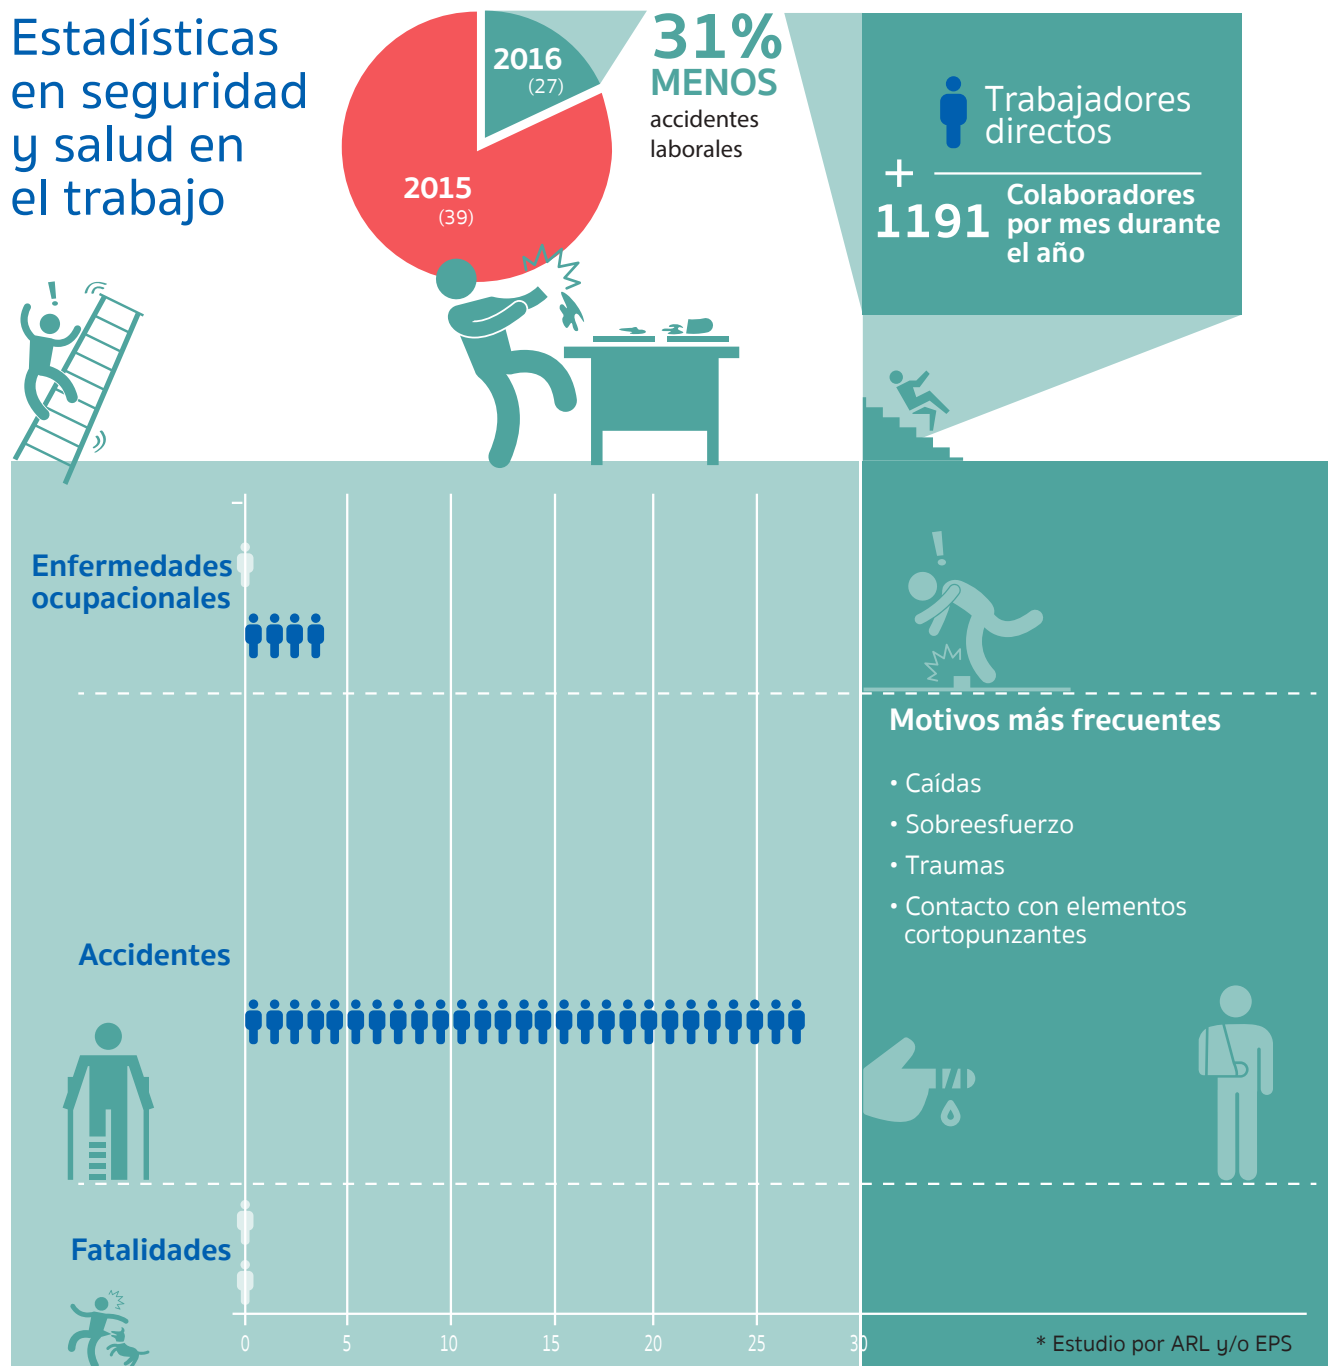 Estadísticas
en seguridad
y salud en
el trabajo
2016
(27)
2015
(39)
31%
MENOS
accidentes
laborales
Trabajadores
directos
+
1191
Colaboradores
por mes durante
el año
Enfermedades
ocupacionales
Motivos más frecuentes
• Caídas
• Sobreesfuerzo
• Traumas
• Contacto con elementos
cortopunzantes
Accidentes
Fatalidades
0 5 10 15 20 25 30
* Estudio por ARL y/o EPS